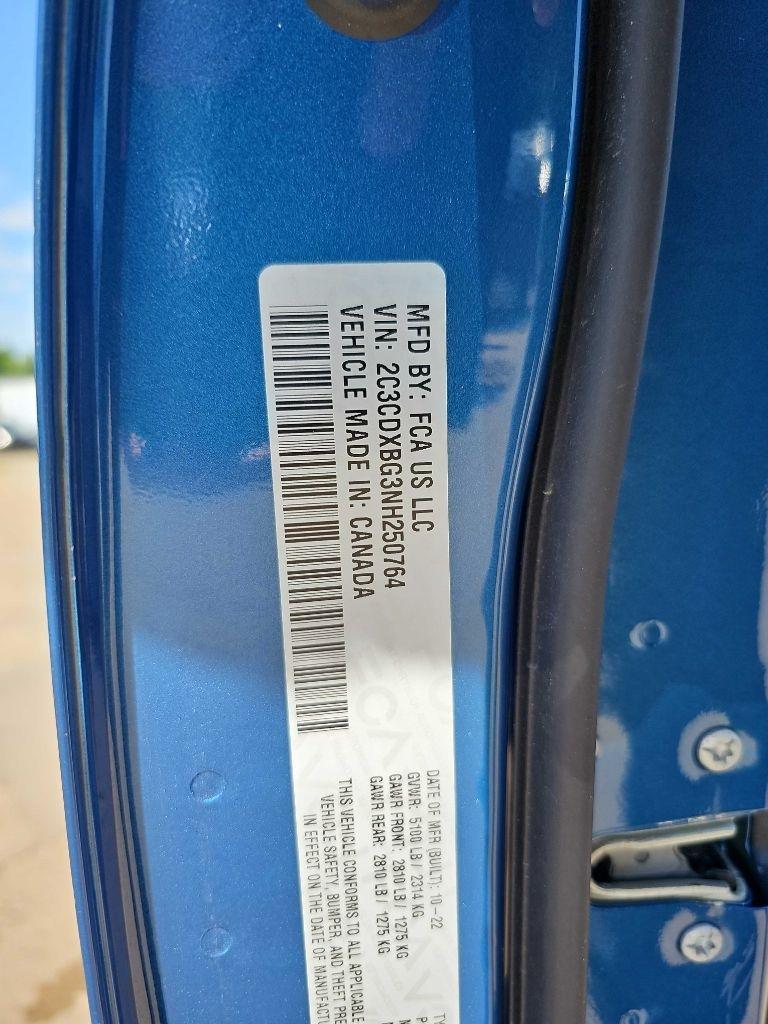 MFD BY: FCA US LLC
VIN: 2C3CDXBG3NH250764
VEHICLE MADE IN: CANADA
DATE OF MFR (BUILT): 10-22
GVWR: 5100 LB / 2314 KG
GAWR FRONT: 2810 LB / 1275 KG
GAWR REAR: 2810 LB / 1275 KG
THIS VEHICLE CONFORMS TO ALL APPLICABLE
VEHICLE SAFETY, BUMPER, AND THEFT PRE
IN EFFECT ON THE DATE OF MANUFACTU